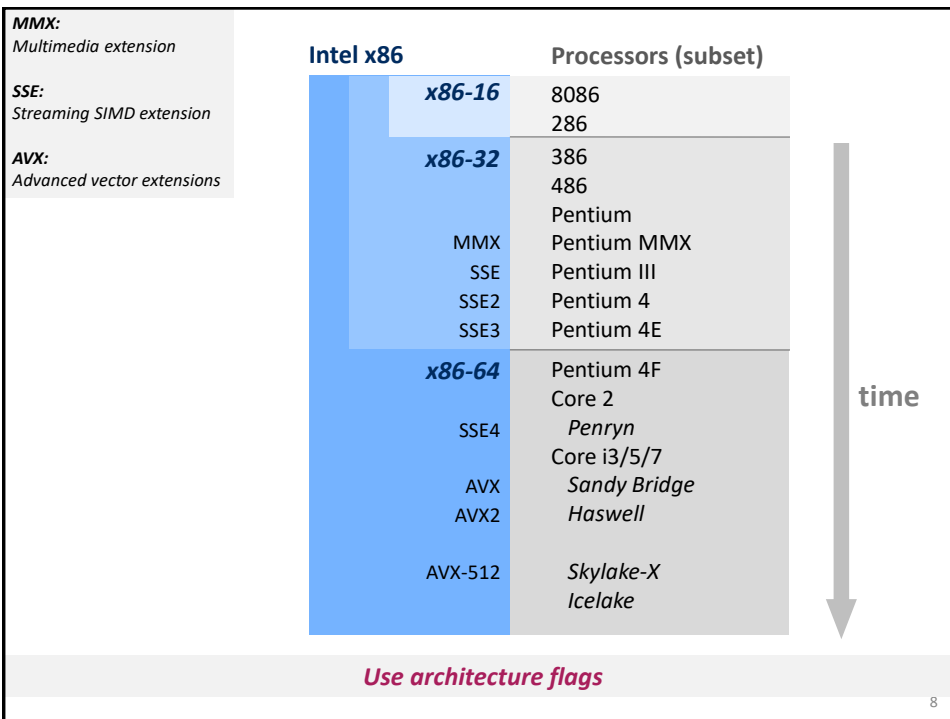 MMX:
Multimedia extension
SSE:
Streaming SIMD extension
AVX:
Advanced vector extensions
Intel x86 Processors (subset)
x86-16 8086
286
x86-32 386
486
Pentium
MMX Pentium MMX
SSE Pentium III
SSE2 Pentium 4
SSE3 Pentium 4E
x86-64 Pentium 4F
Core 2
SSE4 Penryn
Core i3/5/7
AVX Sandy Bridge
AVX2 Haswell
AVX-512 Skylake-X
Icelake
time
Use architecture flags
8